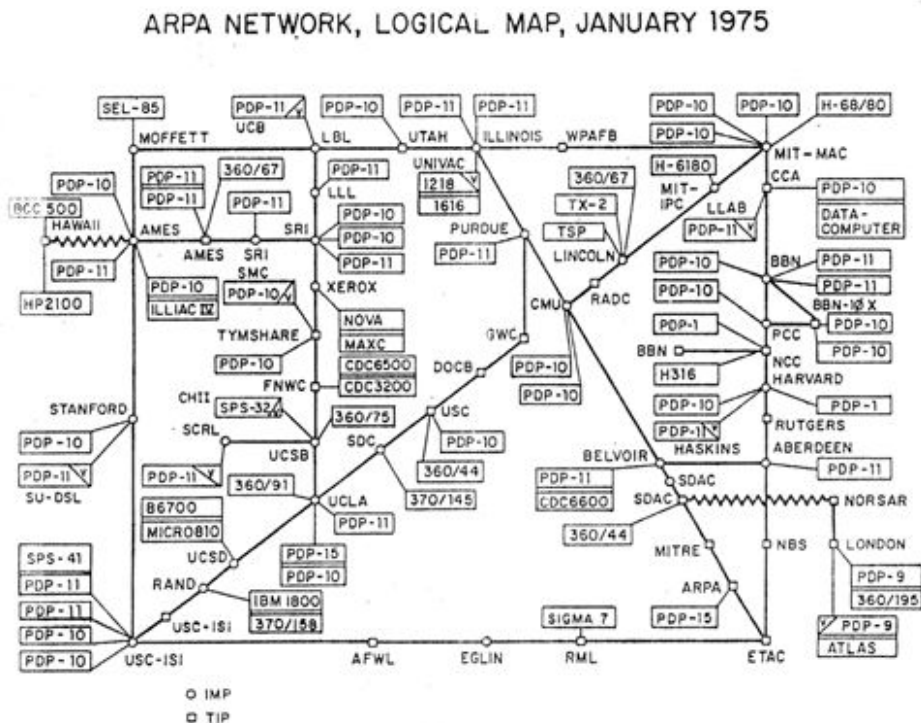 ARPA NETWORK, LOGICAL MAP, JANUARY 1975
SEL-85
PDP-11
UCB
PDP-10
PDP-11
PDP-11
PDP-10
PDP-10
H-68/80
PDP-10
MOFFETT
LBL
UTAH
ILLINOIS
WPAFB
MIT-MAC
PDP-10
PDP-11
PDP-11
360/67
PDP-11
LLL
UNIVAC
1218
1616
360/67
H-6180
MIT-
IPC
CCA
PDP-10
DATA-
COMPUTER
BCC 500
HAWAII
AMES
AMES
PDP-11
SRI
SRI
PDP-10
PDP-10
PDP-11
PURDUE
PDP-11
TX-2
TSP
LINCOLN
LLAB
PDP-11
PDP-11
HP2100
PDP-10
ILLIAC IV
SMC
PDP-10
XEROX
NOVA
MAXC
RADC
CMU
PDP-10
PDP-10
PDP-10
BBN
PDP-11
PDP-11
BBN-10X
PDP-10
PDP-10
TYMSHARE
PDP-10
GWC
DOCB
PDP-10
PCC
PDP-1
BBN
NCC
H316
FNWC
CDC6500
CDC3200
PDP-10
HARVARD
PDP-1
STANFORD
CHII
SPS-32
360/75
USC
PDP-10
PDP-11
HASKINS
RUTGERS
PDP-10
SCRL
UCSB
SDC
360/44
BELVOIR
ABERDEEN
PDP-11
SU-DSL
PDP-11
360/91
UCLA
370/145
PDP-11
CDC6600
SDAC
SDAC
PDP-11
NORSAR
B6700
MICRO810
PDP-11
360/44
SPS-41
UCSD
PDP-15
PDP-10
MITRE
NBS
LONDON
PDP-11
RAND
ARPA
PDP-9
360/195
PDP-11
IBM 1800
370/158
SIGMA 7
PDP-15
PDP-10
USC-ISI
PDP-9
ATLAS
PDP-10
USC-ISI
AFWL
EGLIN
RML
ETAC
IMP
TIP